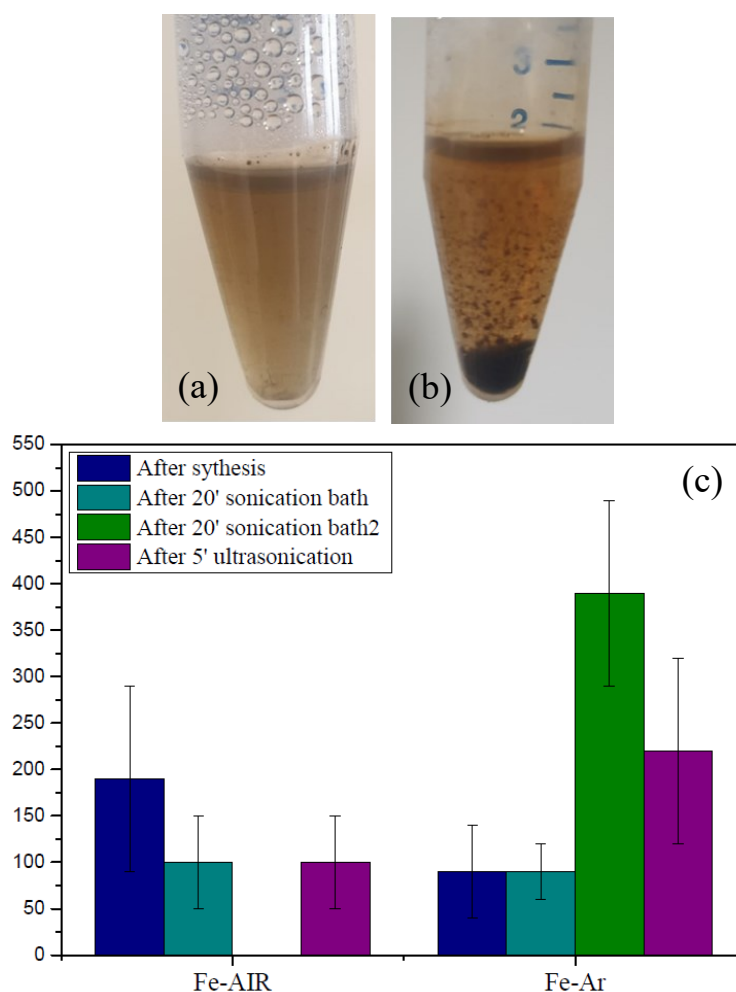 3
2
(a)
(b)
550
500
450
400
350
300
250
200
150
100
50
0
After sythesis
After 20' sonication bath
After 20' sonication bath2
After 5' ultrasonication
(c)
Fe-AIR
Fe-Ar